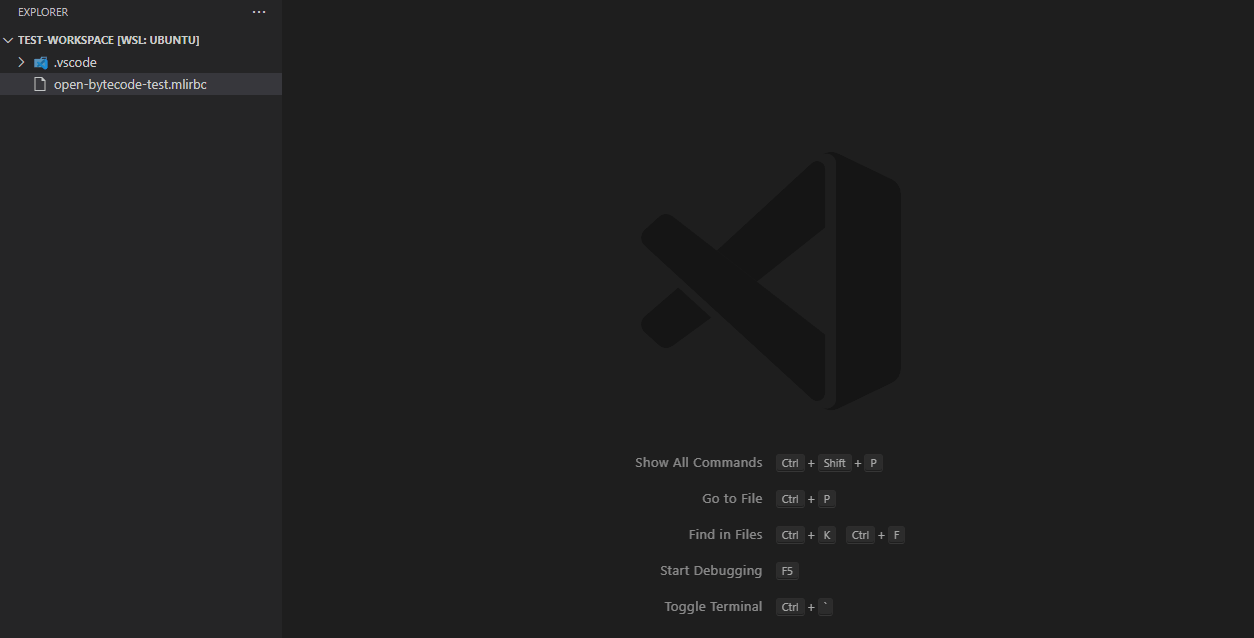 EXPLORER
TEST-WORKSPACE [WSL: UBUNTU]
.vscode
open-bytecode-test.mlirbc
Show All Commands Ctrl + Shift + P
Go to File Ctrl + P
Find in Files Ctrl + K Ctrl + F
Start Debugging F5
Toggle Terminal Ctrl + `